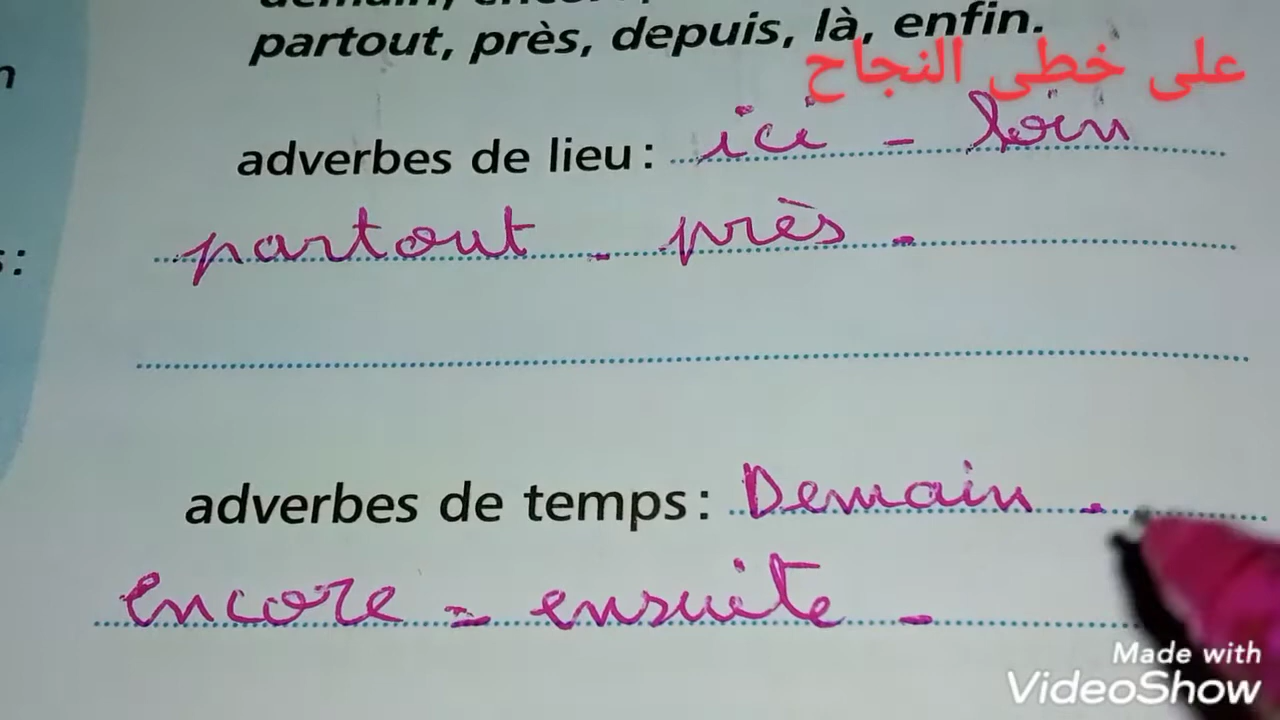 partout, près, depuis, là, enfin.
على خطى النجاح
adverbes de lieu : ici - loin
partout - près -
adverbes de temps : Demain -
encore - ensuite -
Made with
VideoShow